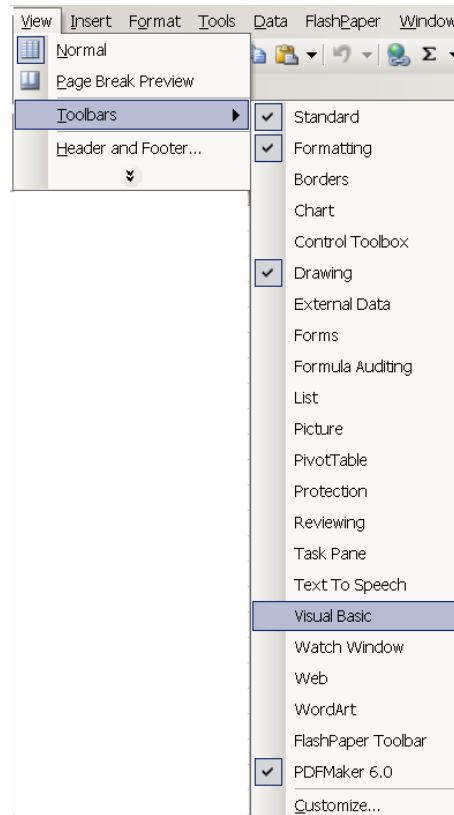 View Insert Format Tools Data FlashPaper Window
Normal
Page Break Preview
Toolbars
Header and Footer...
Standard
Formatting
Borders
Chart
Control Toolbox
Drawing
External Data
Forms
Formula Auditing
List
Picture
PivotTable
Protection
Reviewing
Task Pane
Text To Speech
Visual Basic
Watch Window
Web
WordArt
FlashPaper Toolbar
PDFMaker 6.0
Customize...